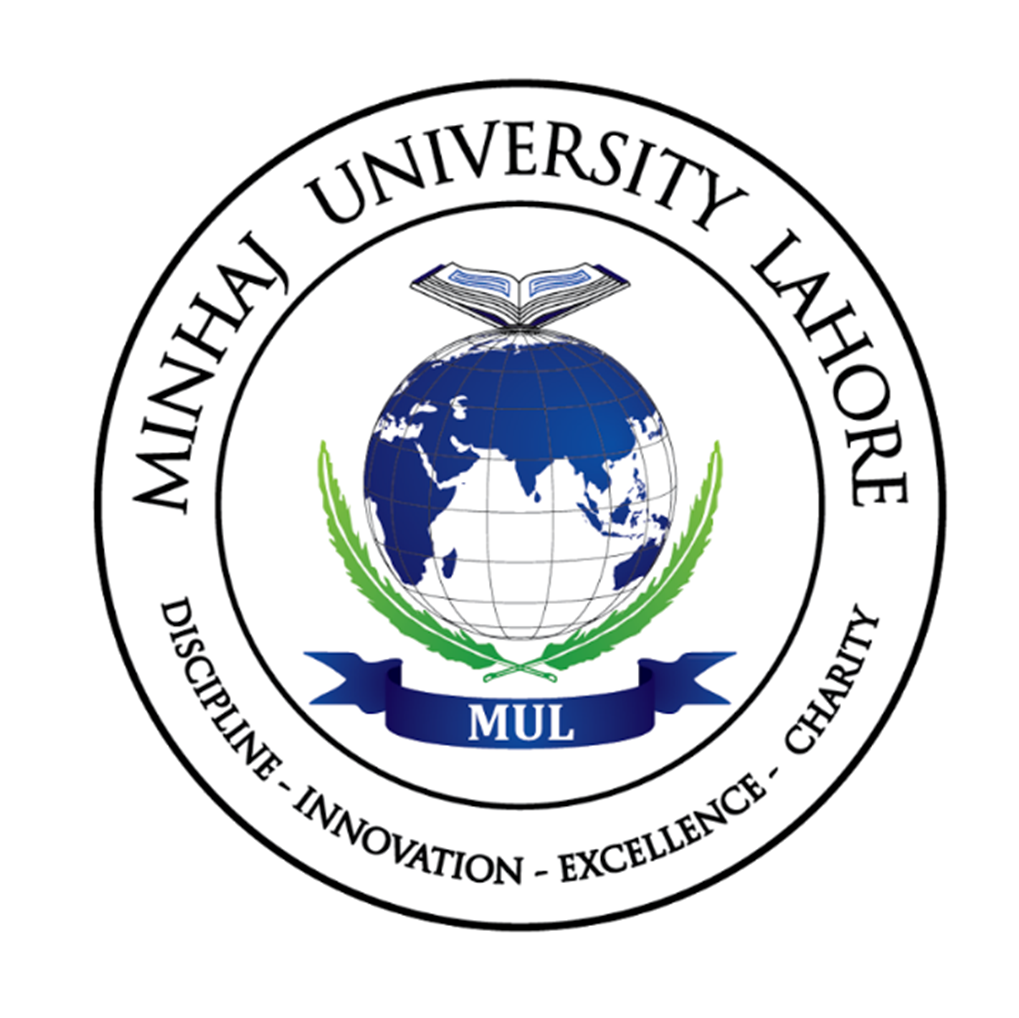 MINHAJ UNIVERSITY LAHORE
MUL
DISCIPLINE - INNOVATION - EXCELLENCE - CHARITY